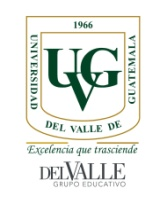 1966
UNIVERSIDAD
UVG
GUATEMALA
DEL VALLE DE
Excelencia que trasciende
DELVALLE
GRUPO EDUCATIVO